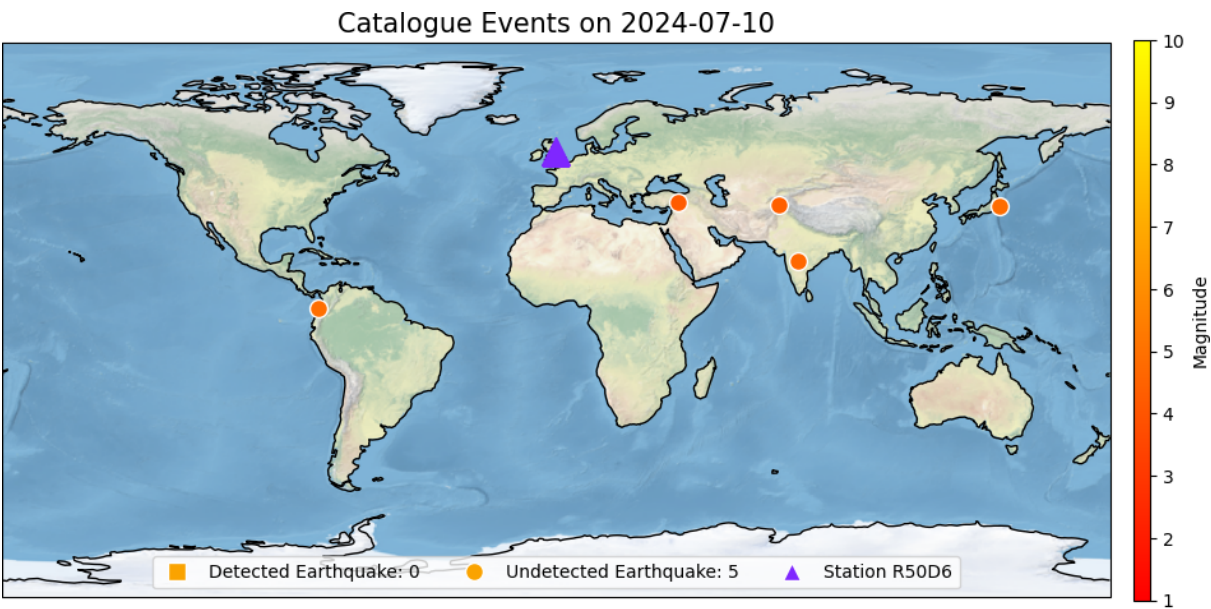 Catalogue Events on 2024-07-10
10
9
8
7
6
5
4
3
2
1
Magnitude
Detected Earthquake: 0
Undetected Earthquake: 5
Station R50D6